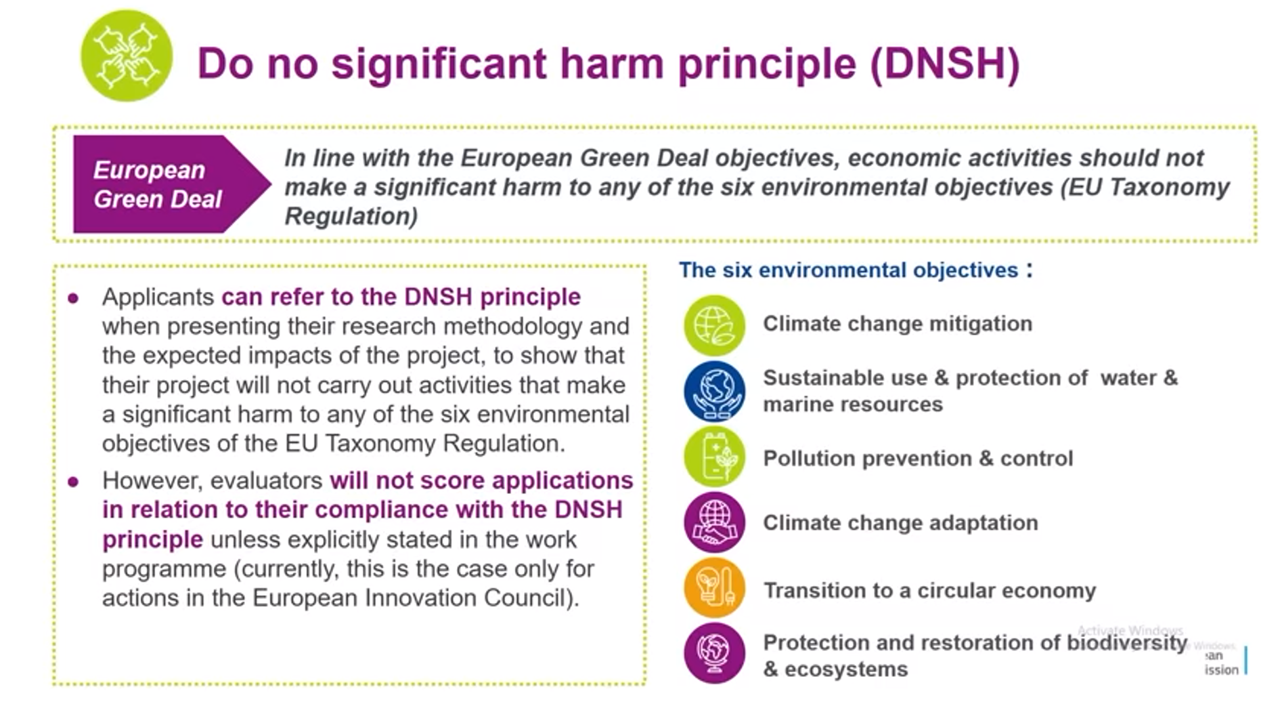 Do no significant harm principle (DNSH)
European
Green Deal
In line with the European Green Deal objectives, economic activities should not
make a significant harm to any of the six environmental objectives (EU Taxonomy
Regulation)
● Applicants can refer to the DNSH principle
when presenting their research methodology and
the expected impacts of the project, to show that
their project will not carry out activities that make
a significant harm to any of the six environmental
objectives of the EU Taxonomy Regulation.
● However, evaluators will not score applications
in relation to their compliance with the DNSH
principle unless explicitly stated in the work
programme (currently, this is the case only for
actions in the European Innovation Council).
The six environmental objectives :
Climate change mitigation
Sustainable use & protection of water &
marine resources
Pollution prevention & control
Climate change adaptation
Transition to a circular economy
Protection and restoration of biodiversity
& ecosystems
Activate Windows
Windows.
an
ission